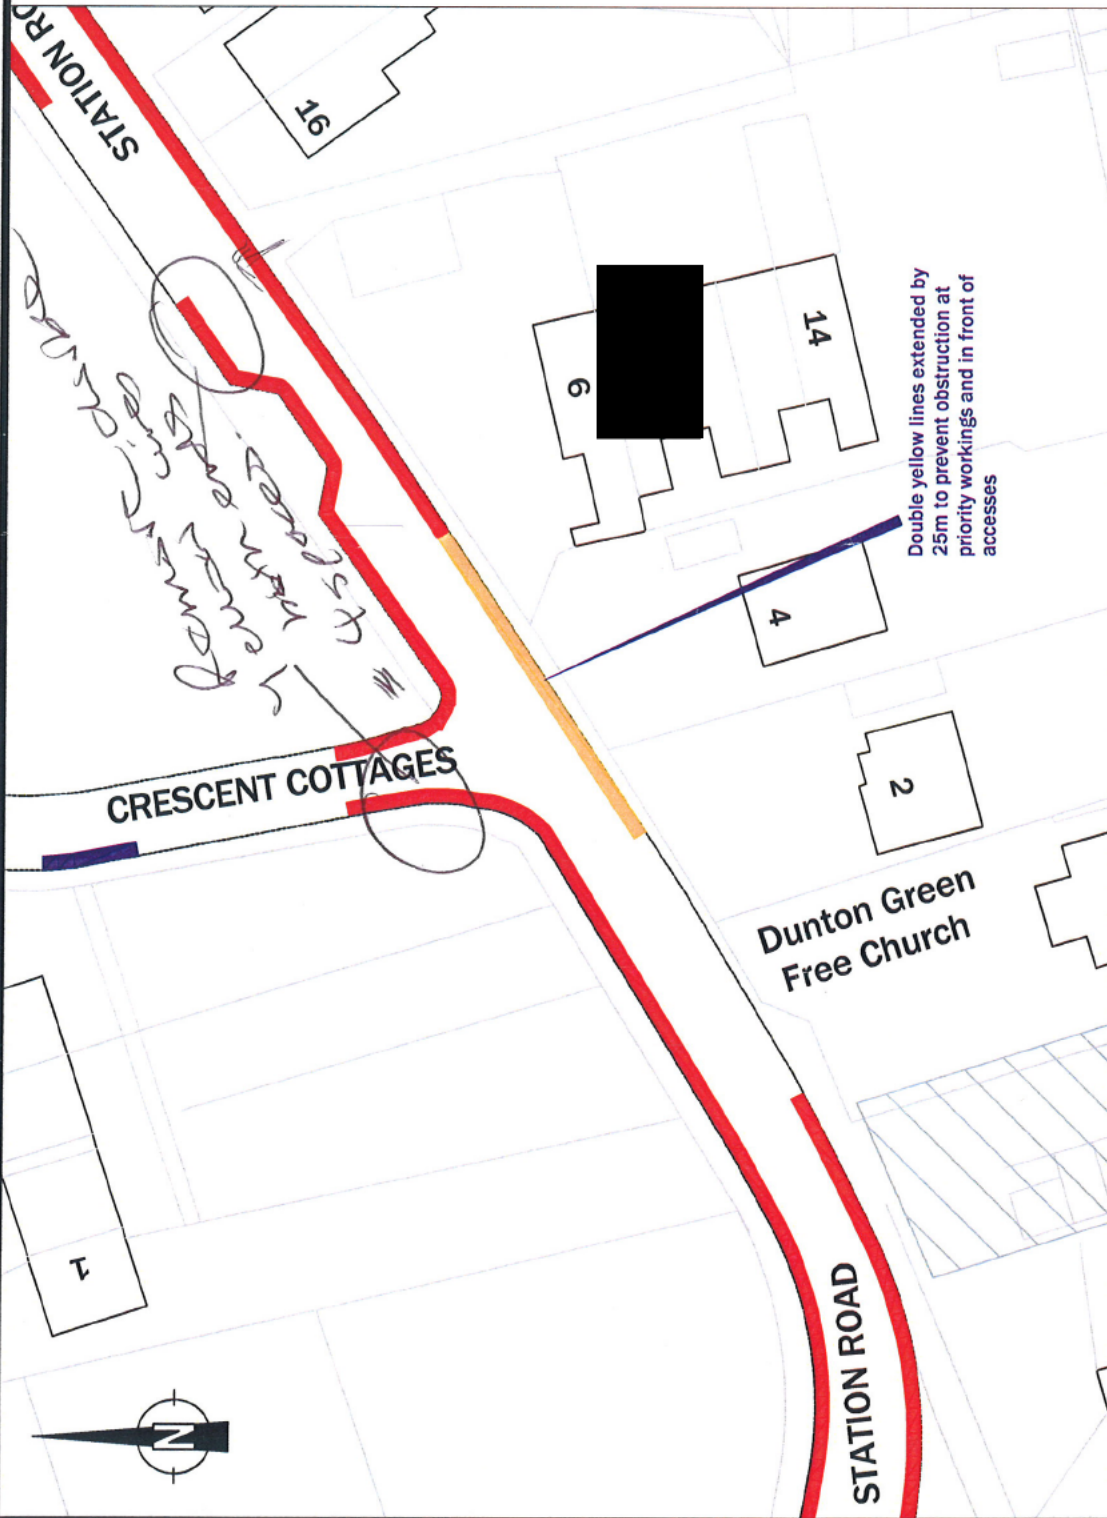 STATION RO
16
14
6
4
2
Double yellow lines extended by
25m to prevent obstruction at
priority workings and in front of
accesses
CRESCENT COTTAGES
Dunton Green
Free Church
1
N
STATION ROAD